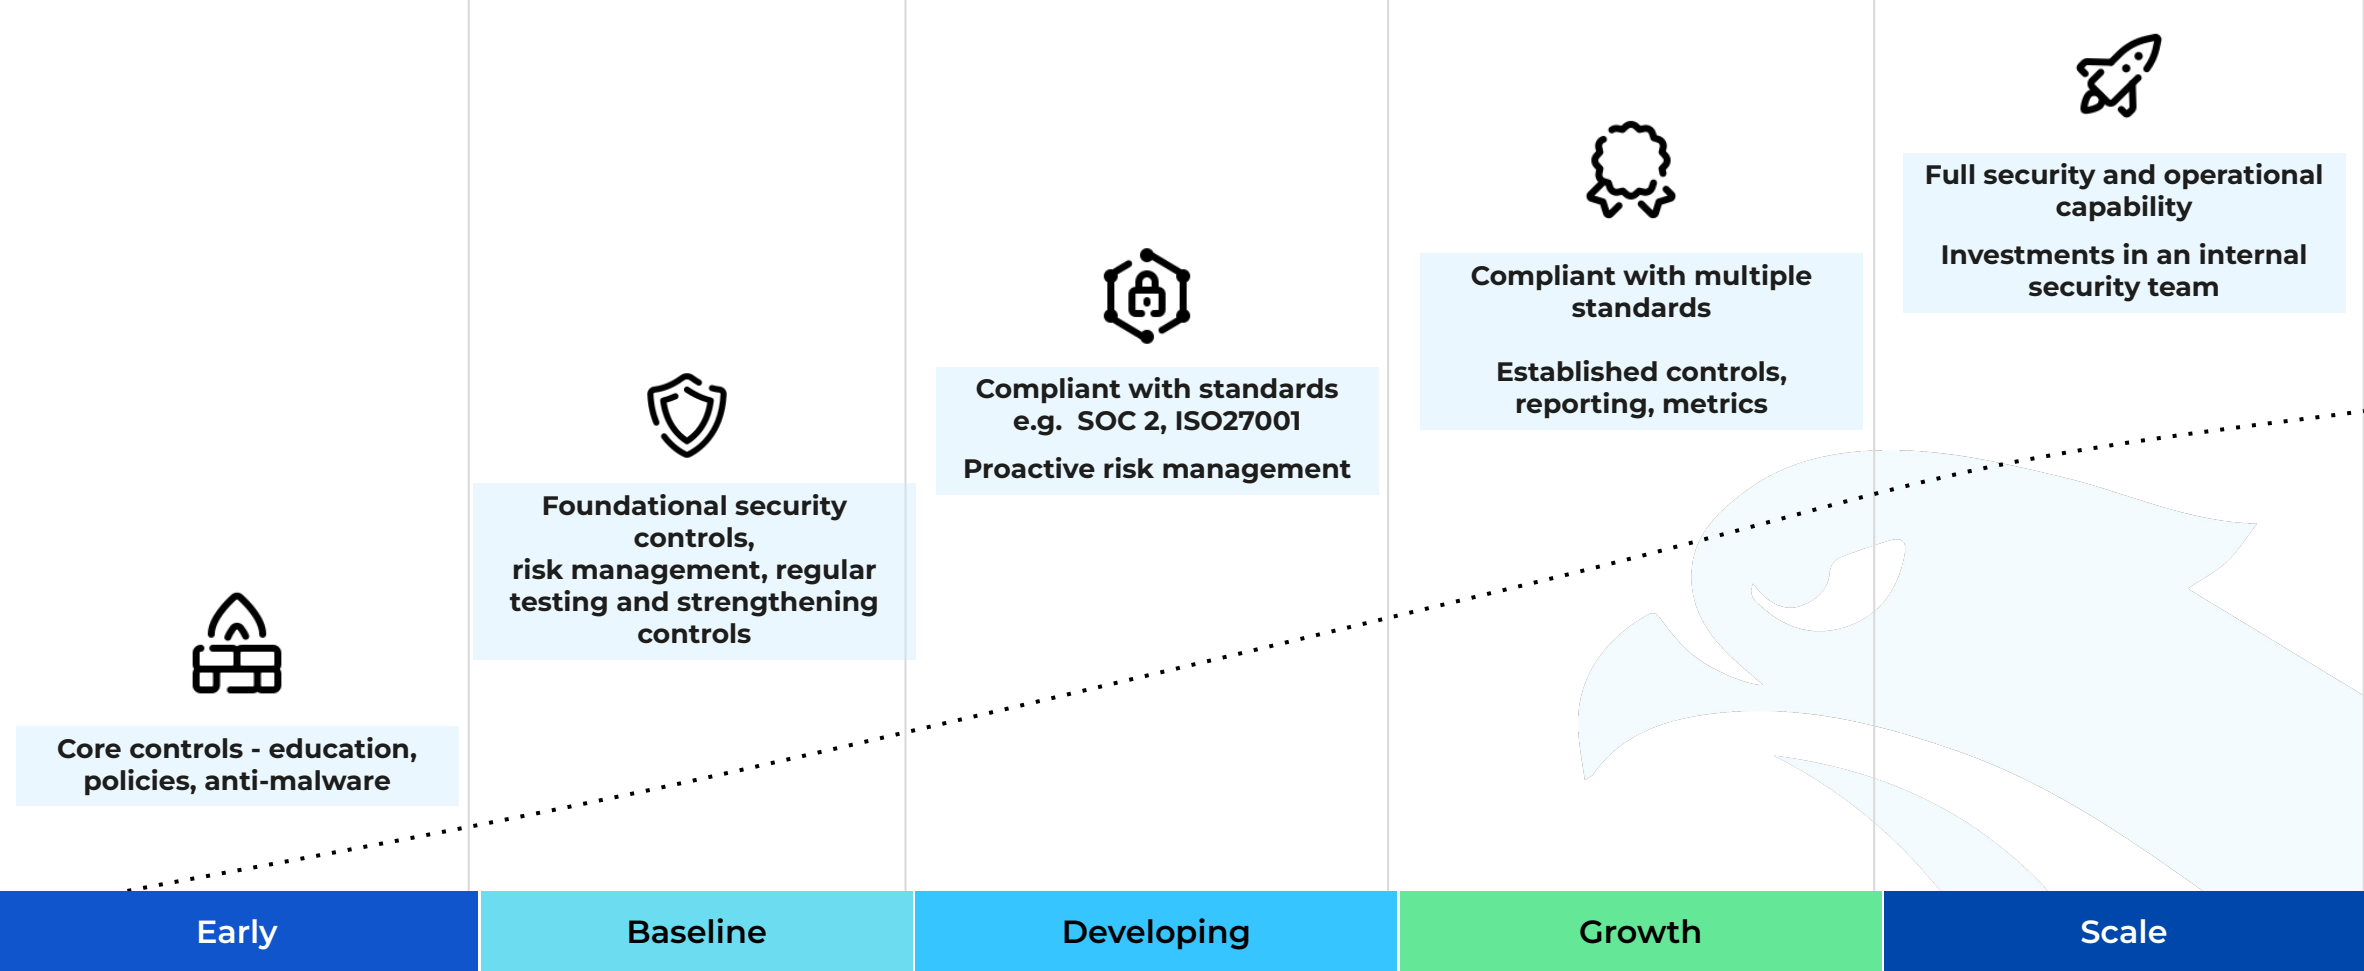 Full security and operational
capability
Investments in an internal
security team
Compliant with multiple
standards
Established controls,
reporting, metrics
Compliant with standards
e.g.  SOC 2, ISO27001
Proactive risk management
Foundational security
controls,
risk management, regular
testing and strengthening
controls
Core controls - education,
policies, anti-malware
Early
Baseline
Developing
Growth
Scale